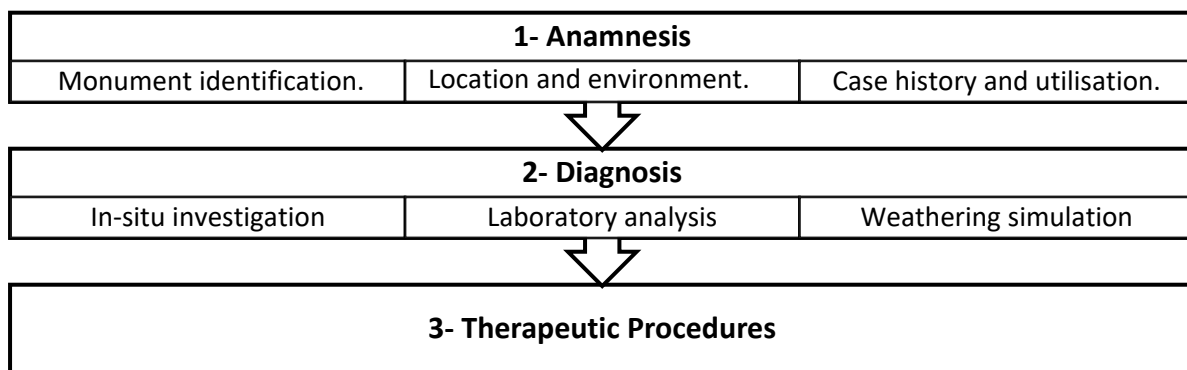 1- Anamnesis
Monument identification.
Location and environment.
Case history and utilisation.
2- Diagnosis
In-situ investigation
Laboratory analysis
Weathering simulation
3- Therapeutic Procedures